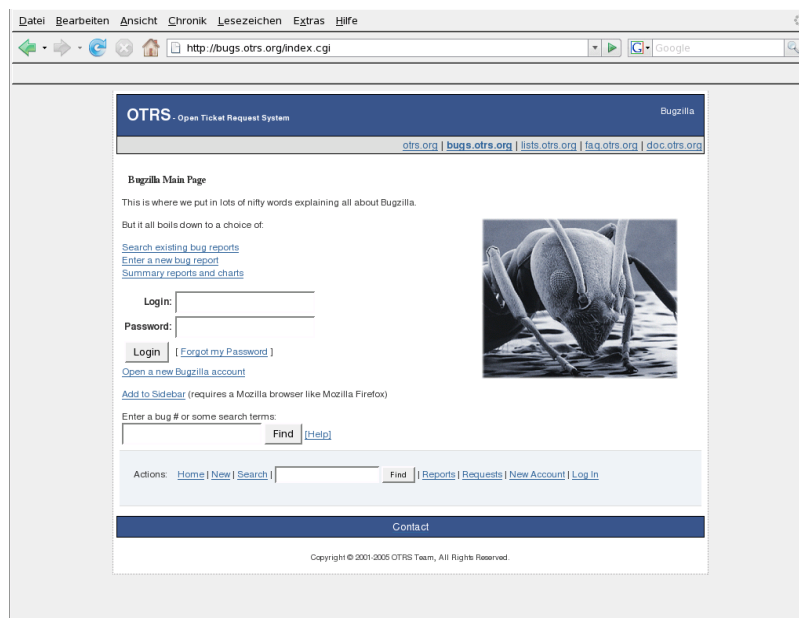 Datei Bearbeiten Ansicht Chronik Lesezeichen Extras Hilfe
http://bugs.otrs.org/index.cgi
G Google
OTRS - Open Ticket Request System
Bugzilla
otrs.org | bugs.otrs.org | lists.otrs.org | faq.otrs.org | doc.otrs.org
Bugzilla Main Page
This is where we put in lots of nifty words explaining all about Bugzilla.
But it all boils down to a choice of:
Search existing bug reports
Enter a new bug report
Summary reports and charts
Login:
Password:
Login [ Forgot my Password ]
Open a new Bugzilla account
Add to Sidebar (requires a Mozilla browser like Mozilla Firefox)
Enter a bug # or some search terms:
Find [Help]
Actions: Home | New | Search | Find | Reports | Requests | New Account | Log In
Contact
Copyright © 2001-2005 OTRS Team, All Rights Reserved.